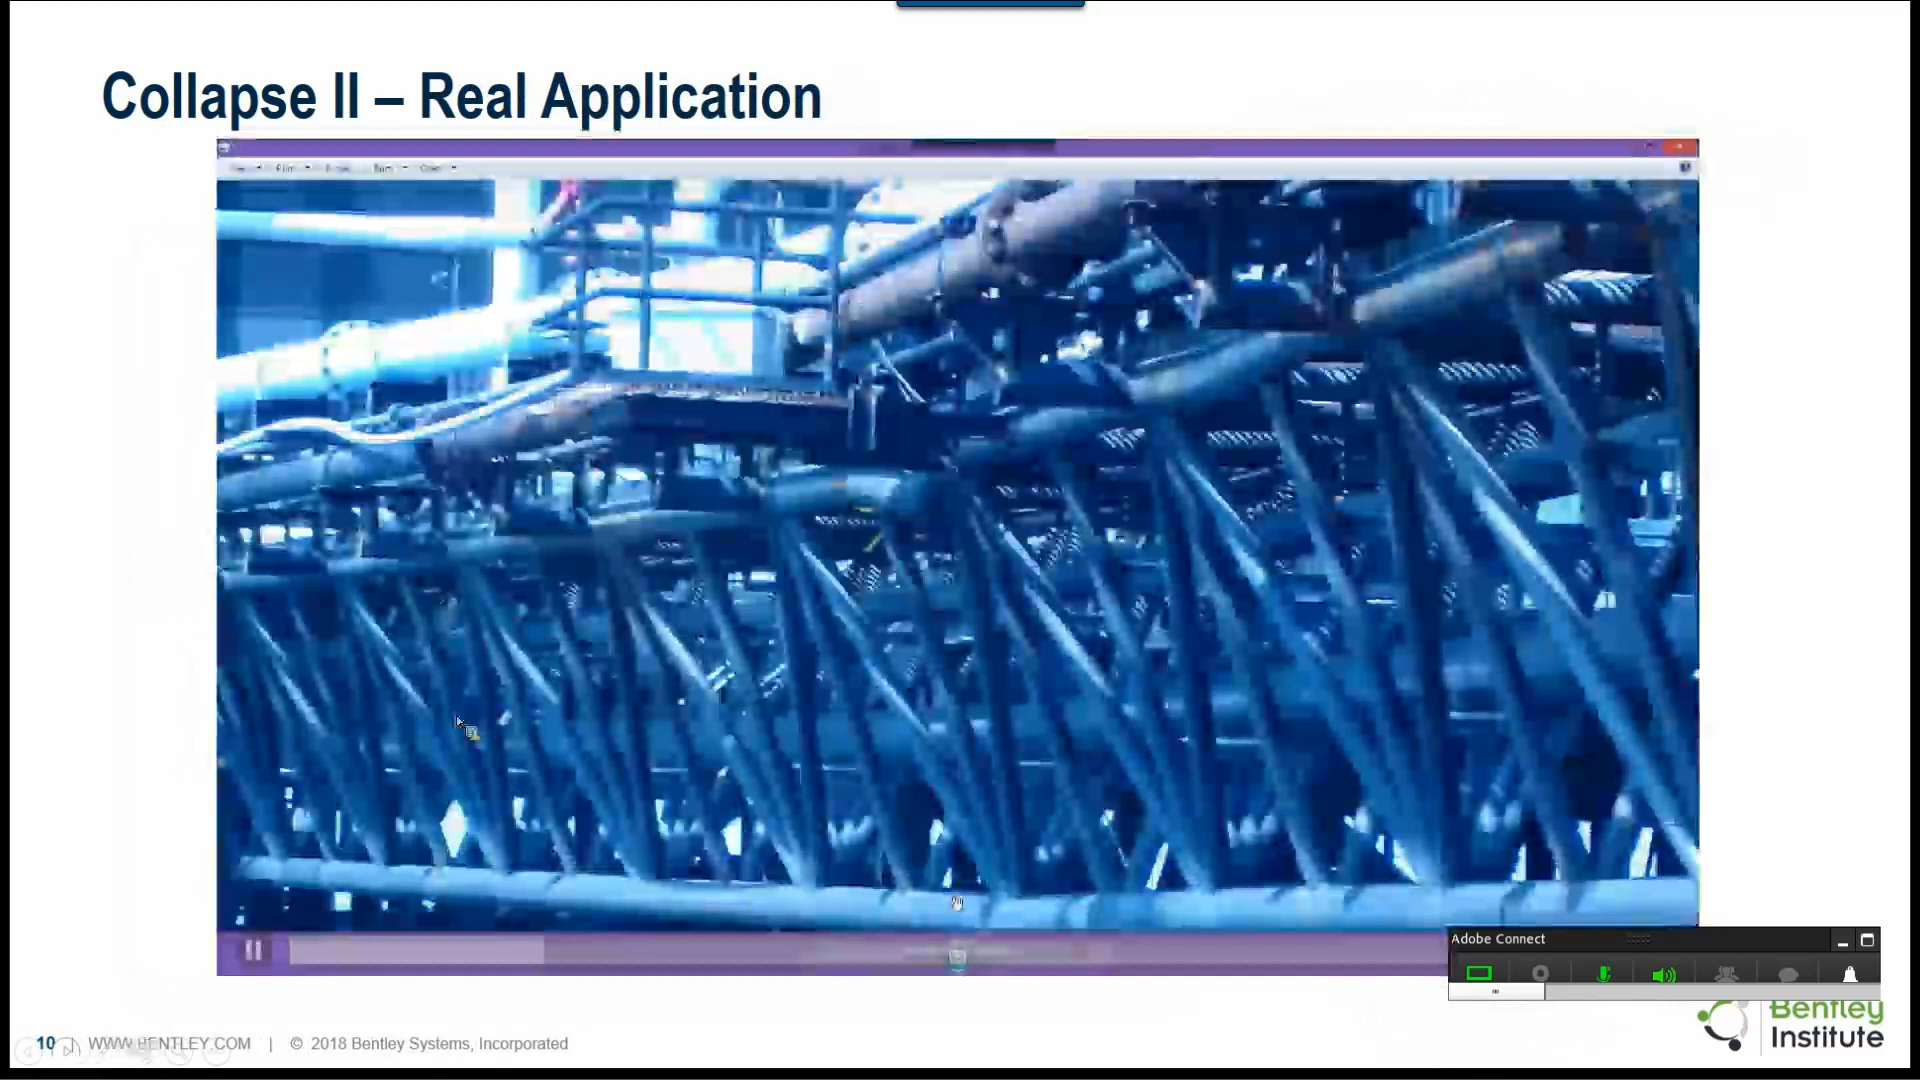 Collapse II – Real Application
Adobe Connect
10 | WWW.BENTLEY.COM | © 2018 Bentley Systems, Incorporated
Bentley
Institute